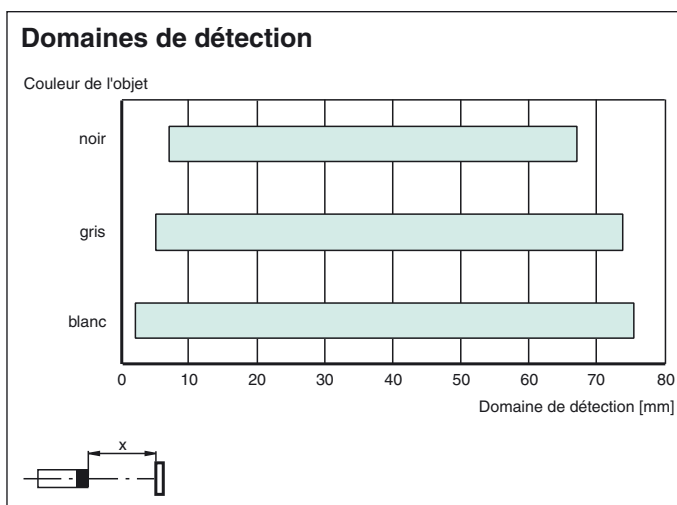 Domaines de détection
Couleur de l'objet
noir
gris
blanc
0 10 20 30 40 50 60 70 80
Domaine de détection [mm]
x